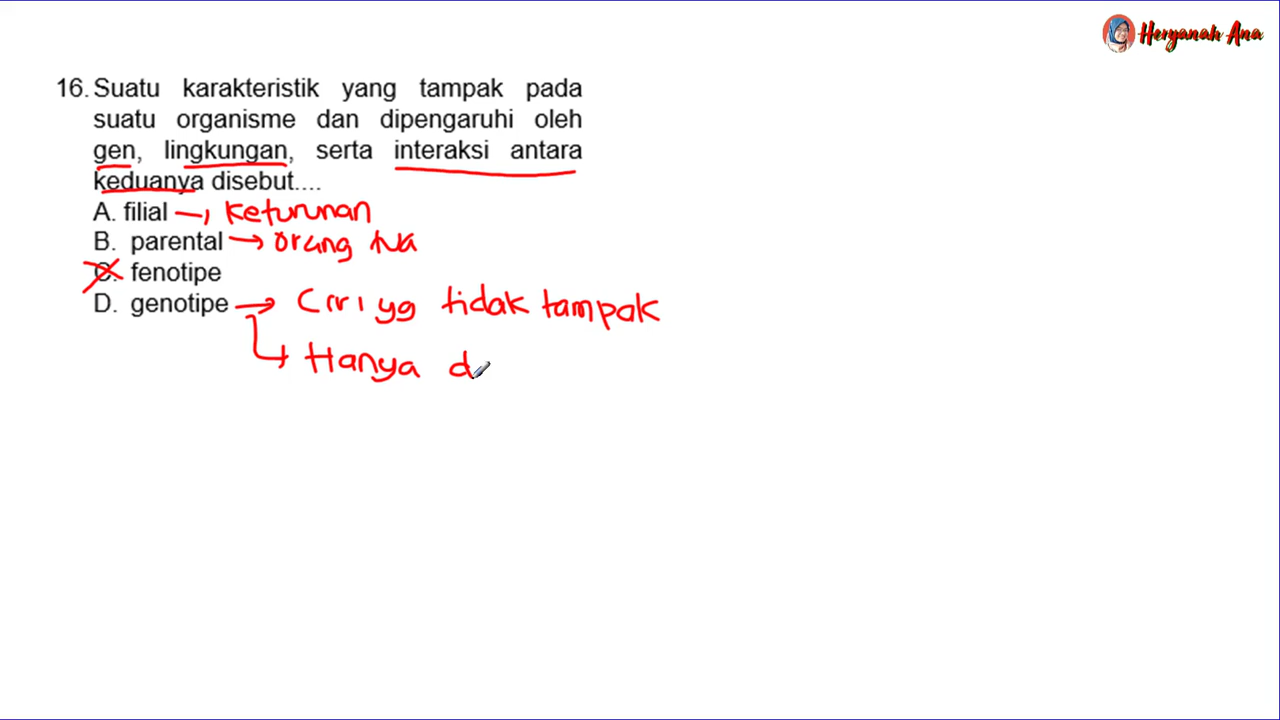 Heryanah Ana
16. Suatu karakteristik yang tampak pada
suatu organisme dan dipengaruhi oleh
gen, lingkungan, serta interaksi antara
keduanya disebut....
A. filial → keturunan
B. parental → orang tua
C. fenotipe
D. genotipe → Ciri yg tidak tampak
↳ Hanya d